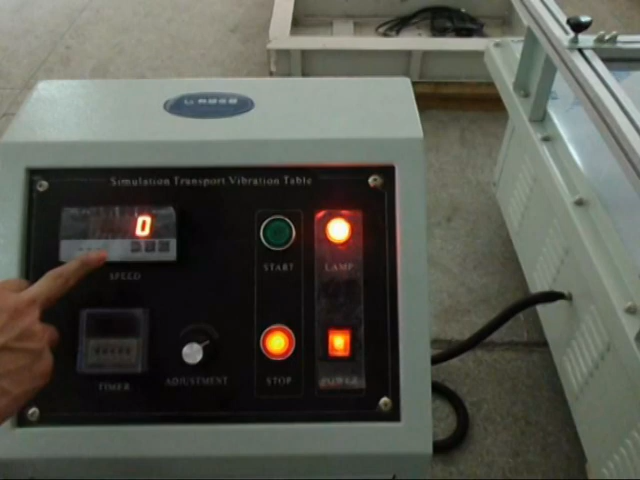 Simulation Transport Vibration Table
0
SPEED
START
LAMP
TIMER
ADJUSTMENT
STOP
POWER